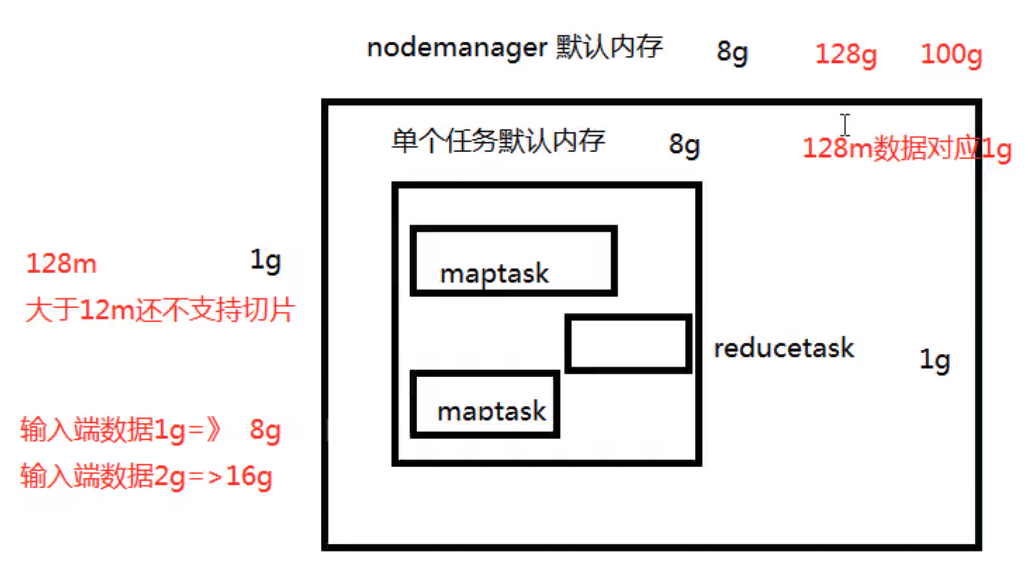 nodemanager 默认内存 8g 128g 100g
单个任务默认内存 8g 128m数据对应1g
128m 1g
maptask
大于12m还不支持切片
reducetask 1g
maptask
输入端数据1g=》 8g
输入端数据2g=>16g